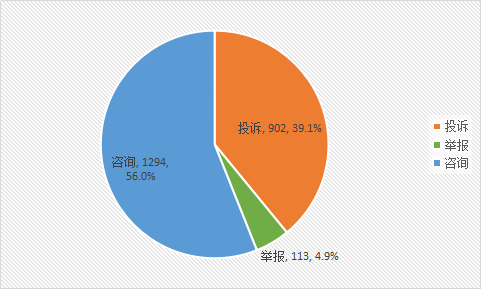 投诉, 902, 39.1%
咨询, 1294,
56.0%
举报, 113, 4.9%
投诉
举报
咨询